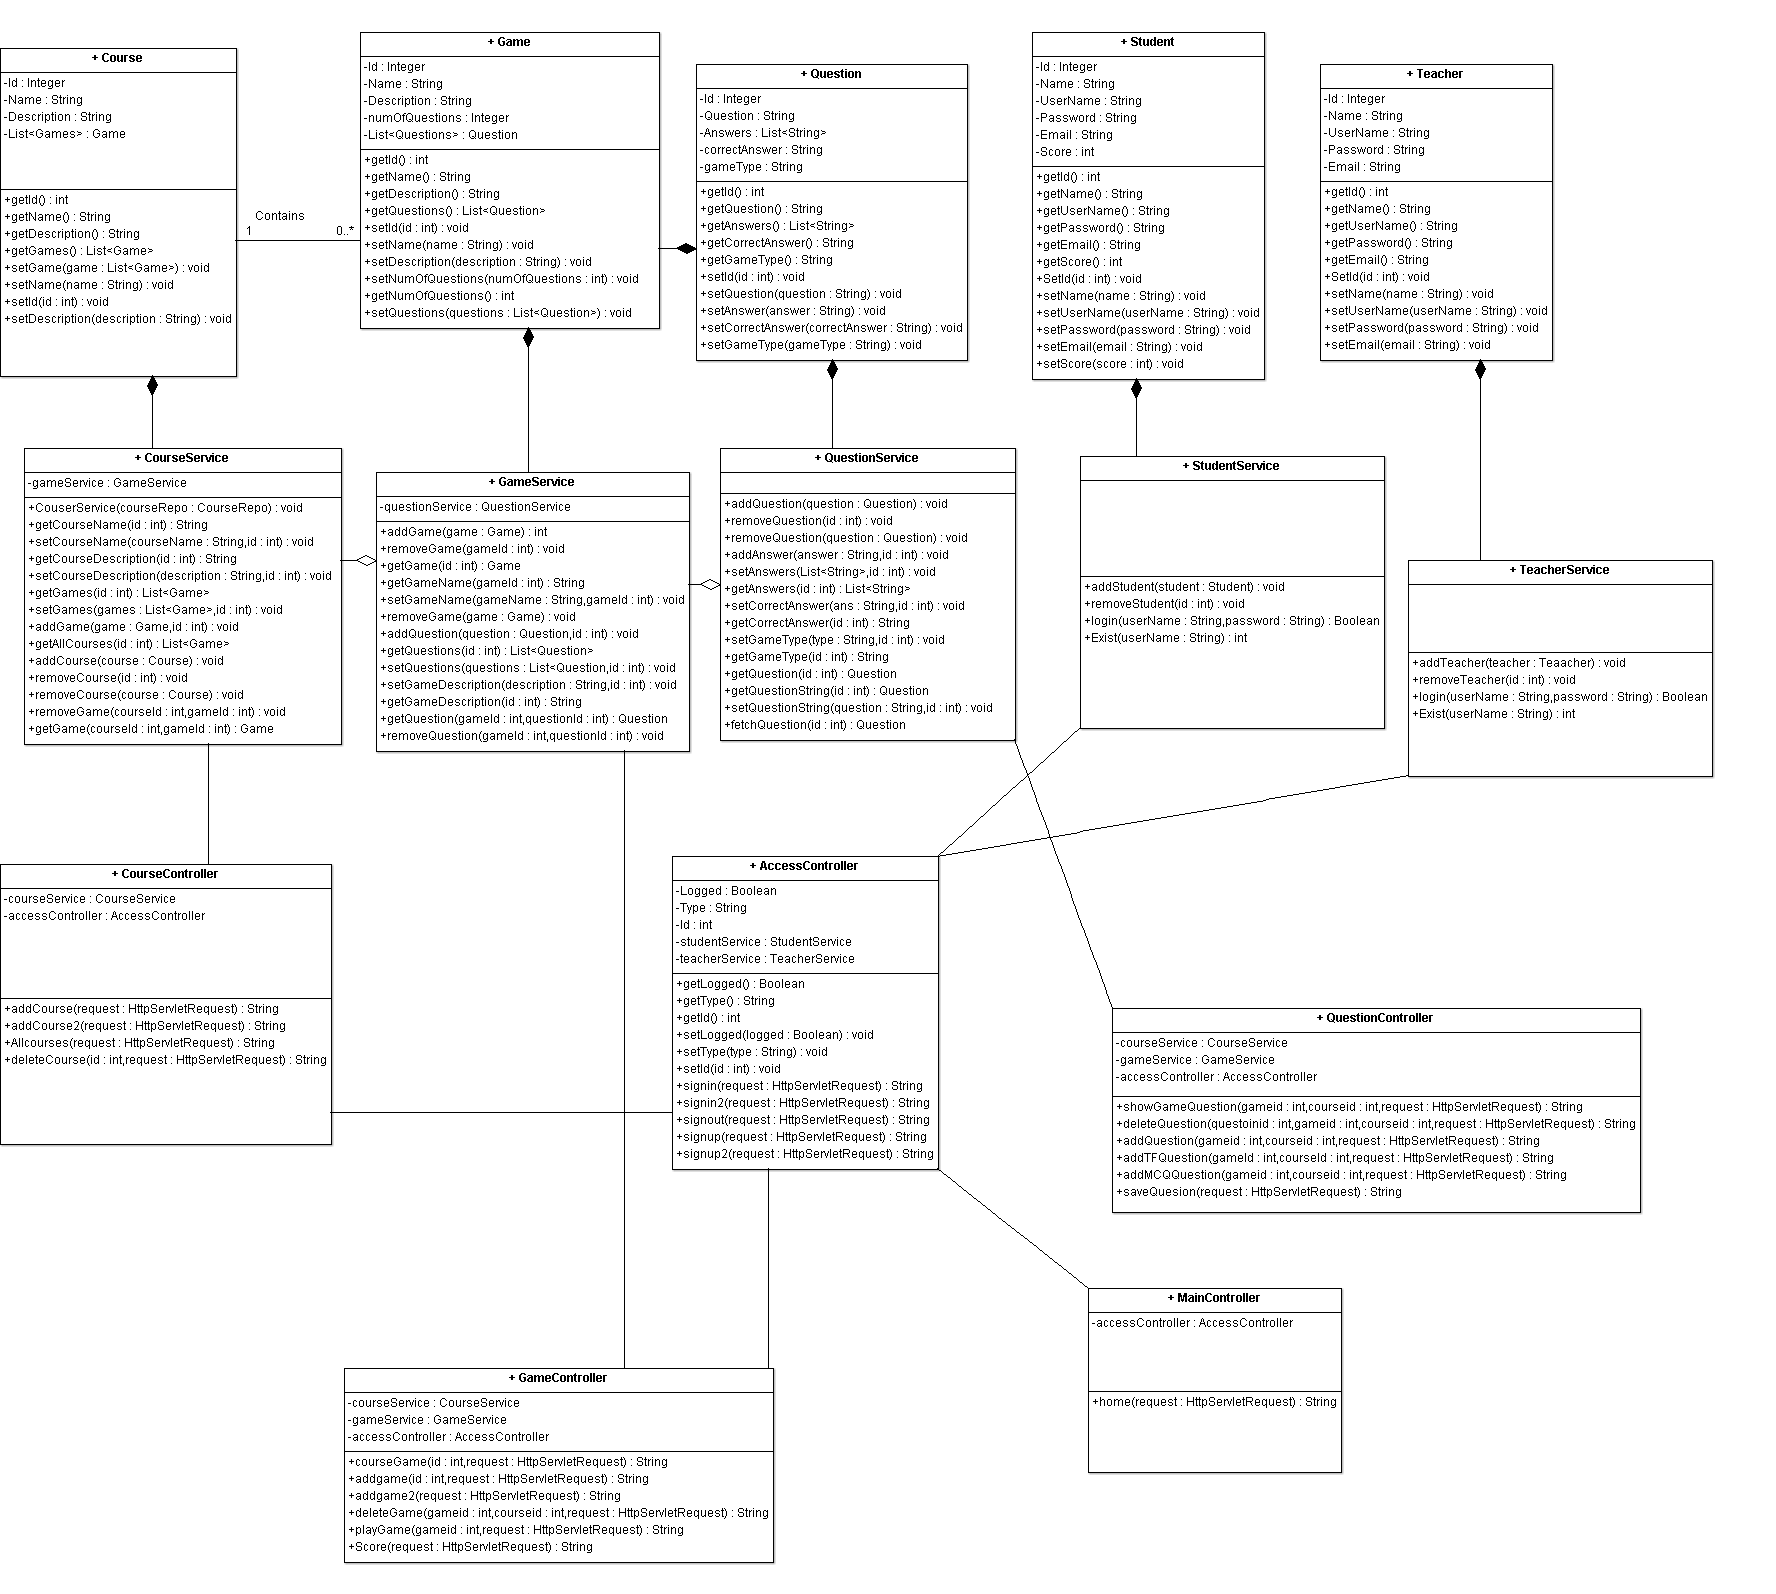 + Course
-Id : Integer
-Name : String
-Description : String
-List<Games> : Game
+getId() : int
+getName() : String
+getDescription() : String
+getGames() : List<Game>
+setGame(game : List<Game>) : void
+setName(name : String) : void
+setId(id : int) : void
+setDescription(description : String) : void
Contains
1
0..*
+ Game
-Id : Integer
-Name : String
-Description : String
-numOfQuestions : Integer
-List<Questions> : Question
+getId() : int
+getName() : String
+getDescription() : String
+getQuestions() : List<Question>
+setId(id : int) : void
+setName(name : String) : void
+setDescription(description : String) : void
+setNumOfQuestions(numOfQuestions : int) : void
+getNumOfQuestions() : int
+setQuestions(questions : List<Question>) : void
+ Question
-Id : Integer
-Question : String
-Answers : List<String>
-correctAnswer : String
-gameType : String
+getId() : int
+getQuestion() : String
+getAnswers() : List<String>
+getCorrectAnswer() : String
+getGameType() : String
+setId(id : int) : void
+setQuestion(question : String) : void
+setAnswer(answer : String) : void
+setCorrectAnswer(correctAnswer : String) : void
+setGameType(gameType : String) : void
+ Student
-Id : Integer
-Name : String
-UserName : String
-Password : String
-Email : String
-Score : int
+getId() : int
+getName() : String
+getUserName() : String
+getPassword() : String
+getEmail() : String
+getScore() : int
+SetId(id : int) : void
+setName(name : String) : void
+setUserName(userName : String) : void
+setPassword(password : String) : void
+setEmail(email : String) : void
+setScore(score : int) : void
+ Teacher
-Id : Integer
-Name : String
-UserName : String
-Password : String
-Email : String
+getId() : int
+getName() : String
+getUserName() : String
+getPassword() : String
+getEmail() : String
+SetId(id : int) : void
+setName(name : String) : void
+setUserName(userName : String) : void
+setPassword(password : String) : void
+setEmail(email : String) : void
+ CourseService
-gameService : GameService
+CouserService(courseRepo : CourseRepo) : void
+getCourseName(id : int) : String
+setCourseName(courseName : String,id : int) : void
+getCourseDescription(id : int) : String
+setCourseDescription(description : String,id : int) : void
+getGames(id : int) : List<Game>
+setGames(games : List<Game>,id : int) : void
+addGame(game : Game,id : int) : void
+getAllCourses(id : int) : List<Game>
+addCourse(course : Course) : void
+removeCourse(id : int) : void
+removeCourse(course : Course) : void
+removeGame(courseId : int,gameId : int) : void
+getGame(courseId : int,gameId : int) : Game
+ GameService
-questionService : QuestionService
+addGame(game : Game) : int
+removeGame(gameId : int) : void
+getGame(id : int) : Game
+getGameName(gameId : int) : String
+setGameName(gameName : String,gameId : int) : void
+removeGame(game : Game) : void
+addQuestion(question : Question,id : int) : void
+getQuestions(id : int) : List<Question>
+setQuestions(questions : List<Question,id : int) : void
+setGameDescription(description : String,id : int) : void
+getGameDescription(id : int) : String
+getQuestion(gameId : int,questionId : int) : Question
+removeQuestion(gameId : int,questionId : int) : void
+ QuestionService
+addQuestion(question : Question) : void
+removeQuestion(id : int) : void
+removeQuestion(question : Question) : void
+addAnswer(answer : String,id : int) : void
+setAnswers(List<String>,id : int) : void
+getAnswers(id : int) : List<String>
+setCorrectAnswer(ans : String,id : int) : void
+getCorrectAnswer(id : int) : String
+setGameType(type : String,id : int) : void
+getGameType(id : int) : String
+getQuestion(id : int) : Question
+getQuestionString(id : int) : Question
+setQuestionString(question : String,id : int) : void
+fetchQuestion(id : int) : Question
+ StudentService
+addStudent(student : Student) : void
+removeStudent(id : int) : void
+login(userName : String,password : String) : Boolean
+Exist(userName : String) : int
+ TeacherService
+addTeacher(teacher : Teaacher) : void
+removeTeacher(id : int) : void
+login(userName : String,password : String) : Boolean
+Exist(userName : String) : int
+ CourseController
-courseService : CourseService
-accessController : AccessController
+addCourse(request : HttpServletRequest) : String
+addCourse2(request : HttpServletRequest) : String
+Allcourses(request : HttpServletRequest) : String
+deleteCourse(id : int,request : HttpServletRequest) : String
+ AccessController
-Logged : Boolean
-Type : String
-Id : int
-studentService : StudentService
-teacherService : TeacherService
+getLogged() : Boolean
+getType() : String
+getId() : int
+setLogged(logged : Boolean) : void
+setType(type : String) : void
+setId(id : int) : void
+signin(request : HttpServletRequest) : String
+signin2(request : HttpServletRequest) : String
+signout(request : HttpServletRequest) : String
+signup(request : HttpServletRequest) : String
+signup2(request : HttpServletRequest) : String
+ QuestionController
-courseService : CourseService
-gameService : GameService
-accessController : AccessController
+showGameQuestion(gameid : int,courseid : int,request : HttpServletRequest) : String
+deleteQuestion(questoinid : int,gameid : int,courseid : int,request : HttpServletRequest) : String
+addQuestion(gameid : int,courseid : int,request : HttpServletRequest) : String
+addTFQuestion(gameId : int,courseId : int,request : HttpServletRequest) : String
+addMCQQuestion(gameid : int,courseid : int,request : HttpServletRequest) : String
+saveQuesion(request : HttpServletRequest) : String
+ MainController
-accessController : AccessController
+home(request : HttpServletRequest) : String
+ GameController
-courseService : CourseService
-gameService : GameService
-accessController : AccessController
+courseGame(id : int,request : HttpServletRequest) : String
+addgame(id : int,request : HttpServletRequest) : String
+addgame2(request : HttpServletRequest) : String
+deleteGame(gameid : int,courseid : int,request : HttpServletRequest) : String
+playGame(gameid : int,request : HttpServletRequest) : String
+Score(request : HttpServletRequest) : String